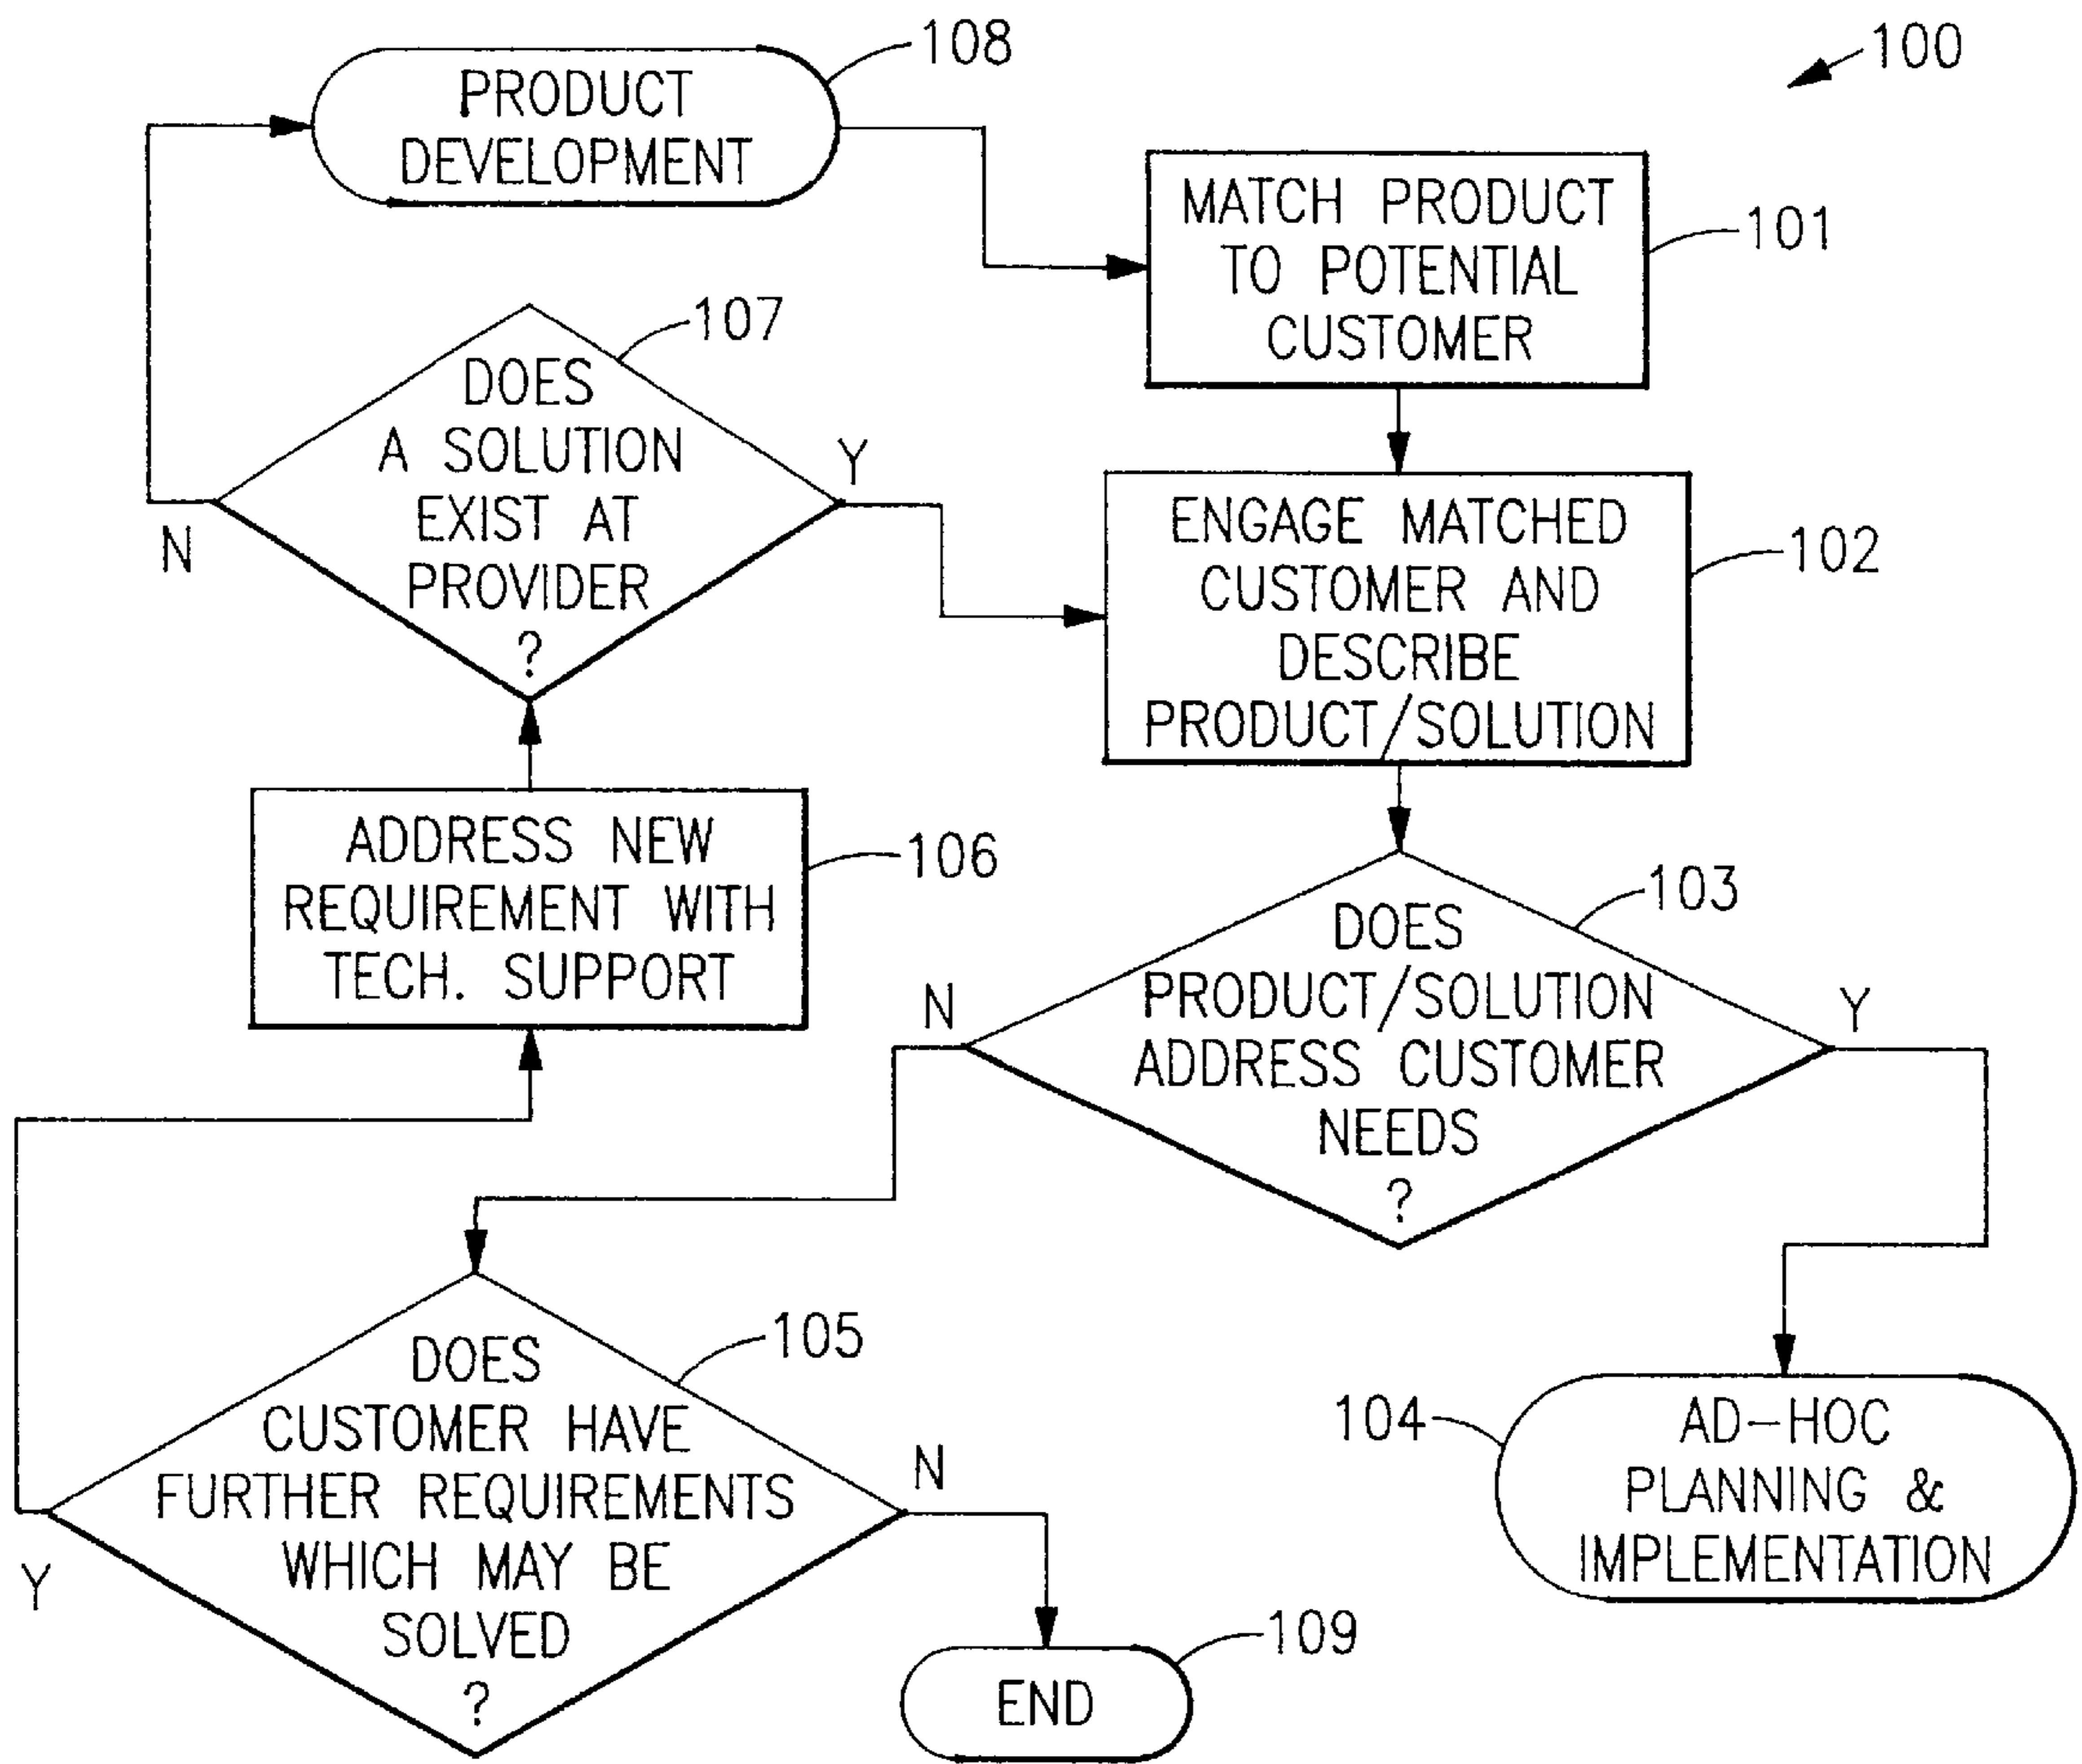 108
PRODUCT
DEVELOPMENT
100
MATCH PRODUCT
TO POTENTIAL
CUSTOMER
101
107
DOES
A SOLUTION
EXIST AT
PROVIDER
?
Y
N
ENGAGE MATCHED
CUSTOMER AND
DESCRIBE
PRODUCT/SOLUTION
102
ADDRESS NEW
REQUIREMENT WITH
TECH. SUPPORT
106
103
DOES
PRODUCT/SOLUTION
ADDRESS CUSTOMER
NEEDS
?
N
Y
105
DOES
CUSTOMER HAVE
FURTHER REQUIREMENTS
WHICH MAY BE
SOLVED
?
N
Y
104
AD-HOC
PLANNING &
IMPLEMENTATION
109
END